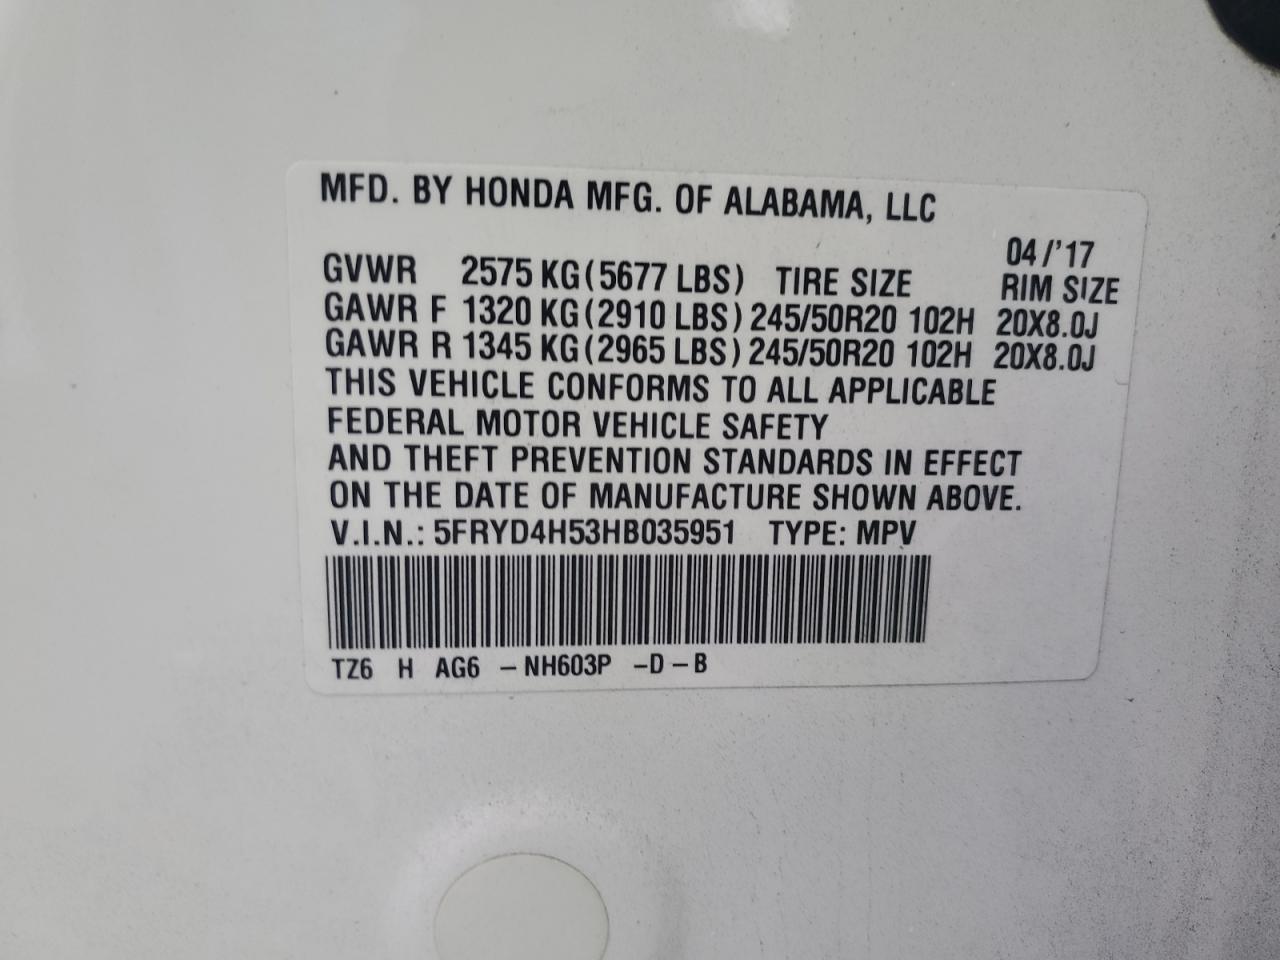 MFD. BY HONDA MFG. OF ALABAMA, LLC
04/'17
GVWR 2575 KG(5677 LBS) TIRE SIZE RIM SIZE
GAWR F 1320 KG(2910 LBS) 245/50R20 102H 20X8.0J
GAWR R 1345 KG(2965 LBS) 245/50R20 102H 20X8.0J
THIS VEHICLE CONFORMS TO ALL APPLICABLE
FEDERAL MOTOR VEHICLE SAFETY
AND THEFT PREVENTION STANDARDS IN EFFECT
ON THE DATE OF MANUFACTURE SHOWN ABOVE.
V.I.N.: 5FRYD4H53HB035951 TYPE: MPV
TZ6 H AG6 – NH603P –D – B